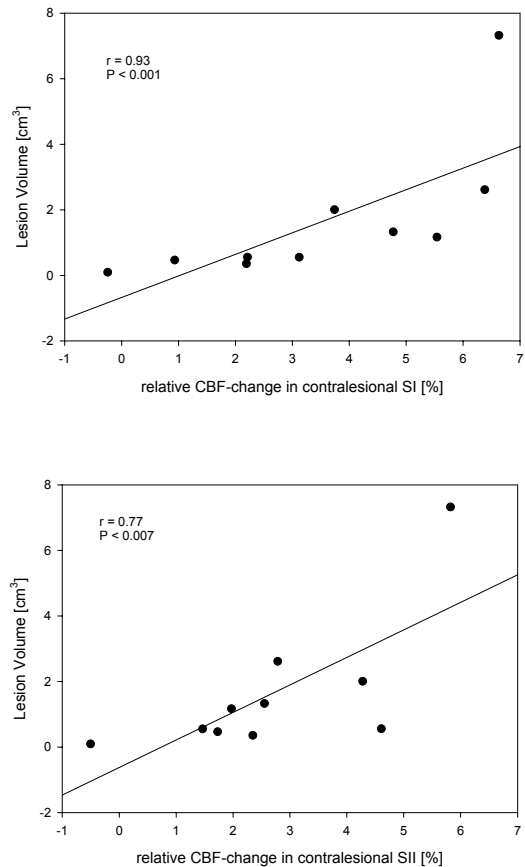 8
6
4
2
0
-2
Lesion Volume [cm³]
r = 0.93
P < 0.001
-1 0 1 2 3 4 5 6 7
relative CBF-change in contralesional SI [%]
8
6
4
2
0
-2
Lesion Volume [cm³]
r = 0.77
P < 0.007
-1 0 1 2 3 4 5 6 7
relative CBF-change in contralesional SII [%]